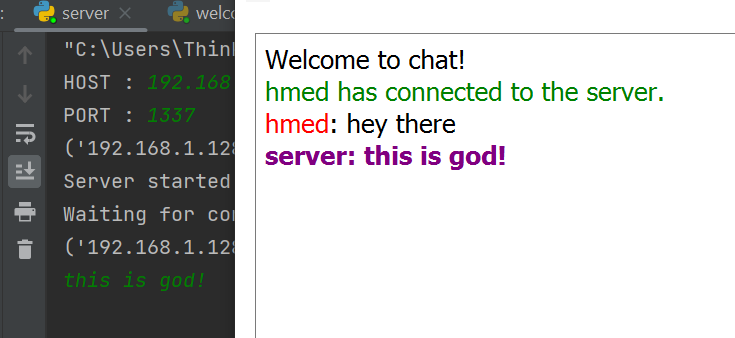 server
"C:\Users\Thin
HOST : 192.168
PORT : 1337
('192.168.1.128
Server started
Waiting for
('192.168.1.128
this is god!
Welcome to chat!
hmed has connected to the server.
hmed: hey there
server: this is god!